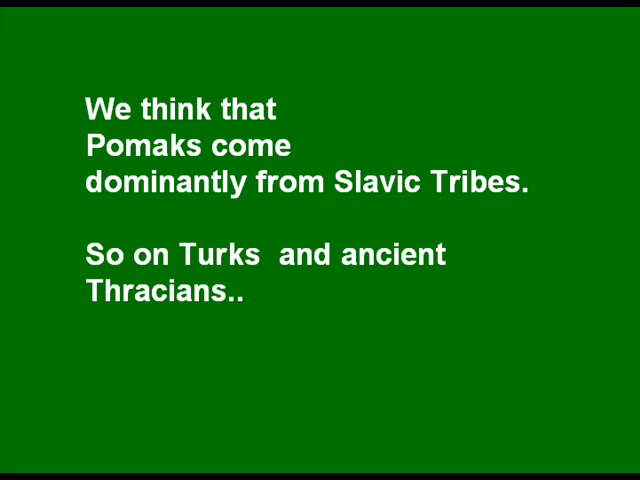 We think that
Pomaks come
dominantly from Slavic Tribes.
So on Turks  and ancient
Thracians..